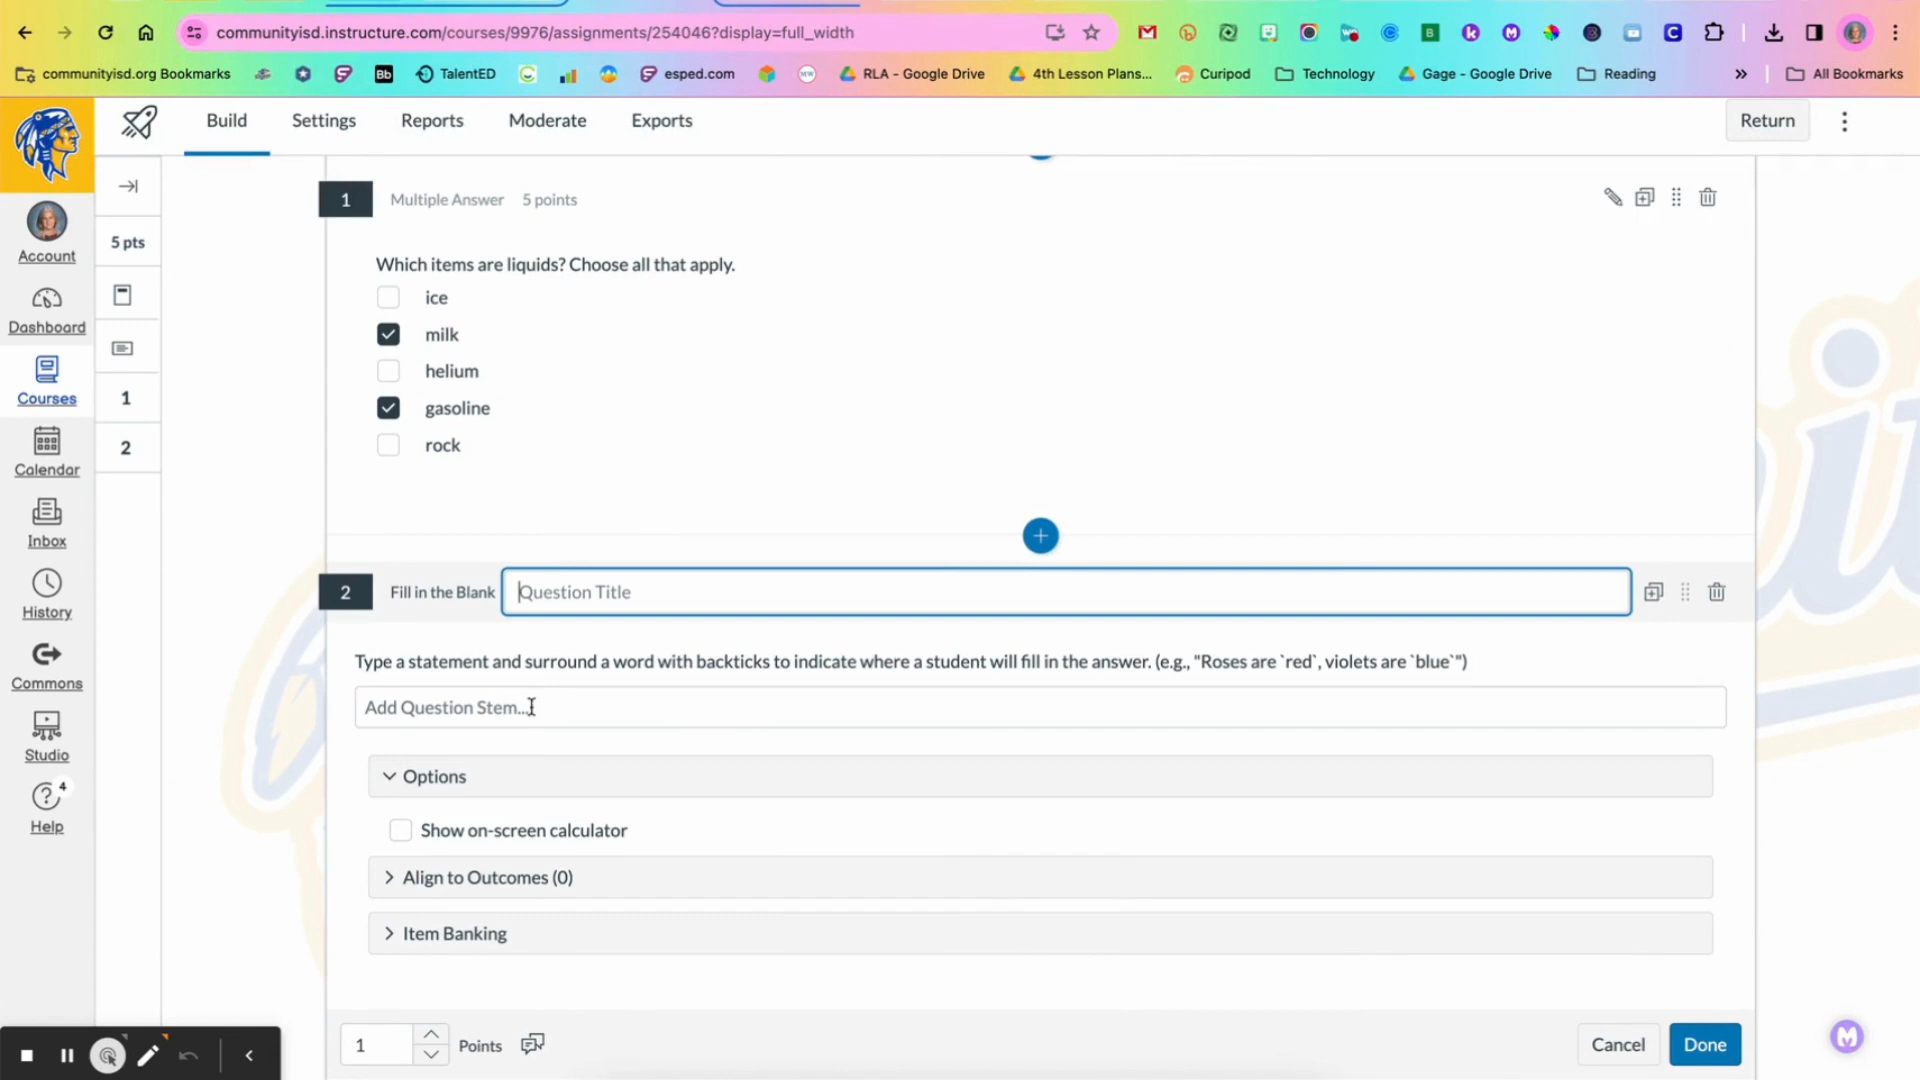 communityisd.instructure.com/courses/9976/assignments/254046?display=full_width
communityisd.org Bookmarks
Bb
TalentED
esped.com
MW
RLA - Google Drive
4th Lesson Plans...
Curipod
Technology
Gage - Google Drive
Reading
»
All Bookmarks
Build
Settings
Reports
Moderate
Exports
Return
Account
Dashboard
Courses
Calendar
Inbox
History
Commons
Studio
4
Help
5 pts
1
2
1
Multiple Answer
5 points
Which items are liquids? Choose all that apply.
ice
milk
helium
gasoline
rock
2
Fill in the Blank
Question Title
Type a statement and surround a word with backticks to indicate where a student will fill in the answer. (e.g., "Roses are `red`, violets are `blue`")
Add Question Stem...
Options
Show on-screen calculator
Align to Outcomes (0)
Item Banking
1
Points
Cancel
Done